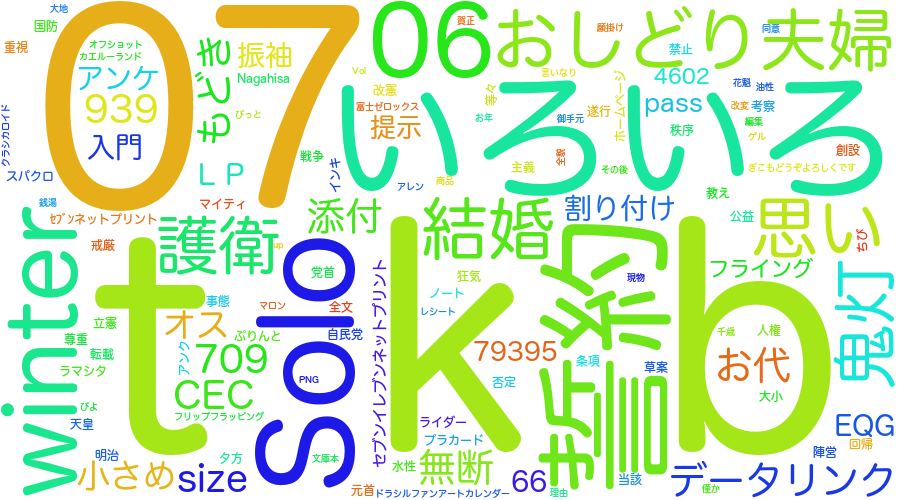 07
06
おしどり夫婦
いろいろ
tkb
Solo
winter
誓約
結婚
護衛
思い
添付
無断
鬼火灯
お代
割り付け
データリンク
フライング
EQG
66
79395
size
小さめ
CEC
709
オス
LP
提示
振袖
もどき
アンケ
939
入門
国防
重視
オフショット
カエルーランド
大地
Nagahisa
ぴっと
クラシカロイド
スパクロ
銭湯
セブンネットプリント
マイティ
戒厳
戦争
インキ
アレン
Vol
改憲
富士ゼロックス
等々
賀正
商品
言いなり
お年
主義
御手元
全数
遂行
ホームページ
その後
願掛け
禁止
4602
pass
秩序
教え
公益
花魁
油性
改変
考察
編集
ゲル
同意
創設
ぎこもどうぞよろしくです
ちび
党首
up
マロン
全文
自民党
PNG
文庫本
セブンイレブンネットプリント
狂気
ノート
レシート
ライダー
プラカード
水性
元首
ドラシルファンアートカレンダー
否定
条項
草案
現物
当該
理由
僅か
千歳
人権
大小
陣営
回帰
事態
立憲
尊重
転載
ラマシタ
アンク
ぷりんと
フリップフラッピング
ぴよ
天皇
明治
夕方